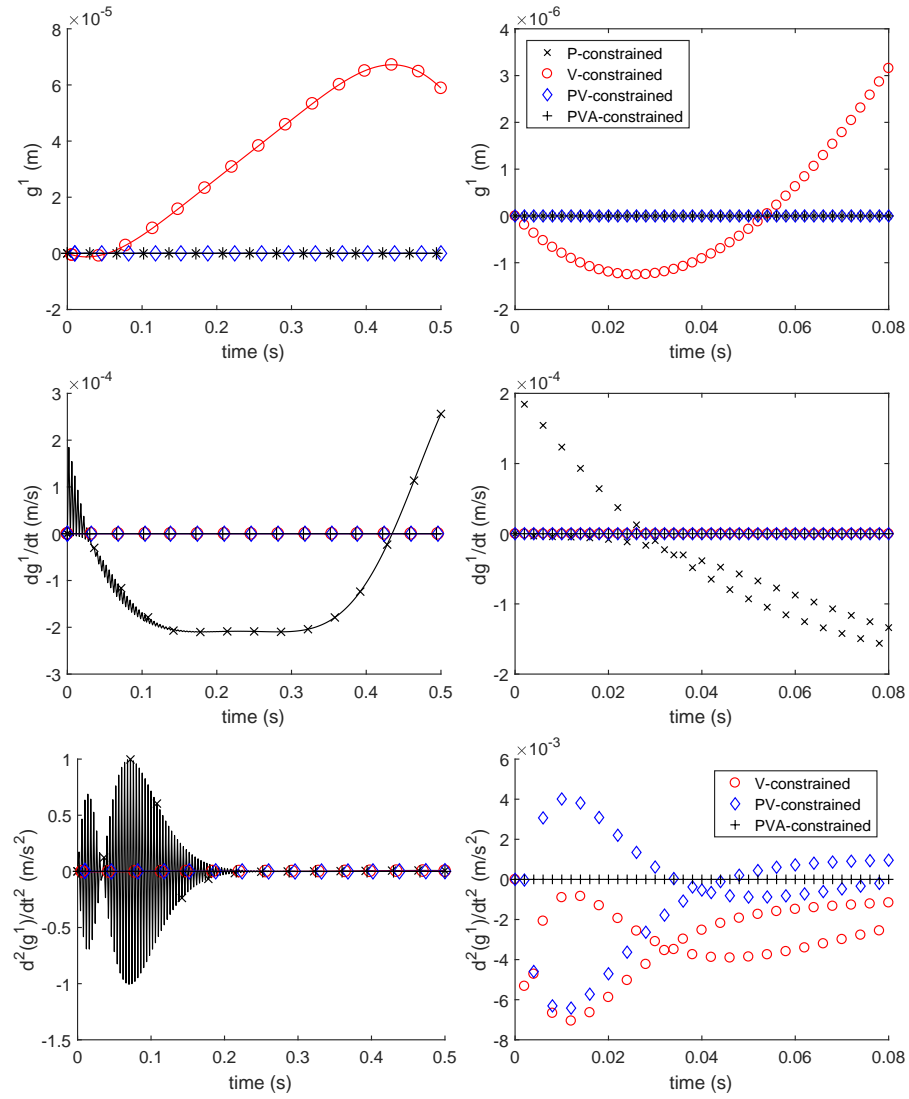 ×10⁻⁵
8
6
4
2
0
-2
g¹ (m)
0 0.1 0.2 0.3 0.4 0.5
time (s)
×10⁻⁶
4
3
2
1
0
-1
-2
g¹ (m)
P-constrained
V-constrained
PV-constrained
PVA-constrained
0 0.02 0.04 0.06 0.08
time (s)
×10⁻⁴
3
2
1
0
-1
-2
-3
dg¹/dt (m/s)
0 0.1 0.2 0.3 0.4 0.5
time (s)
×10⁻⁴
2
1
0
-1
-2
dg¹/dt (m/s)
0 0.02 0.04 0.06 0.08
time (s)
1
0.5
0
-0.5
-1
-1.5
d²(g¹)/dt² (m/s²)
0 0.1 0.2 0.3 0.4 0.5
time (s)
×10⁻³
6
4
2
0
-2
-4
-6
-8
d²(g¹)/dt² (m/s²)
V-constrained
PV-constrained
PVA-constrained
0 0.02 0.04 0.06 0.08
time (s)